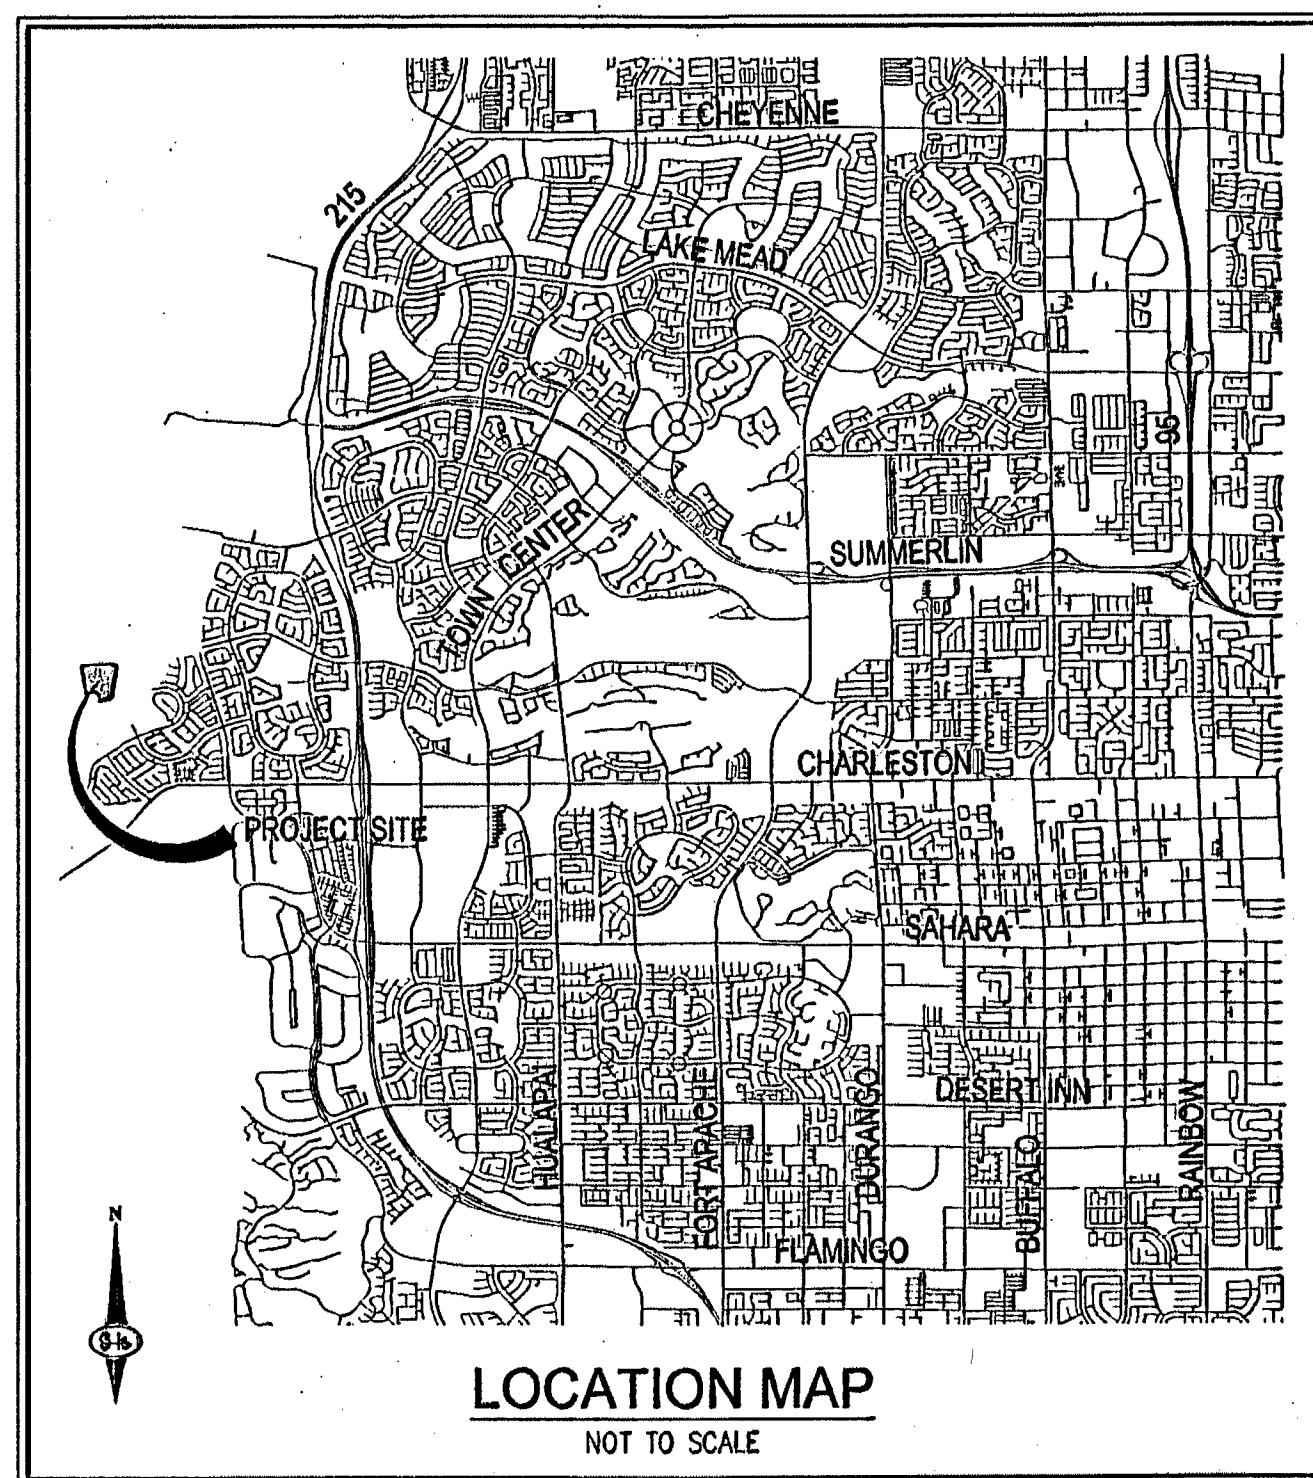 CHEYENNE
215
LAKE MEAD
95
TOWN CENTER
SUMMERLIN
CHARLESTON
PROJECT SITE
SAHARA
DESERT INN
HUALAPAI
FORT APACHE
DURANGO
BUFFALO
RAINBOW
FLAMINGO
N
LOCATION MAP
NOT TO SCALE